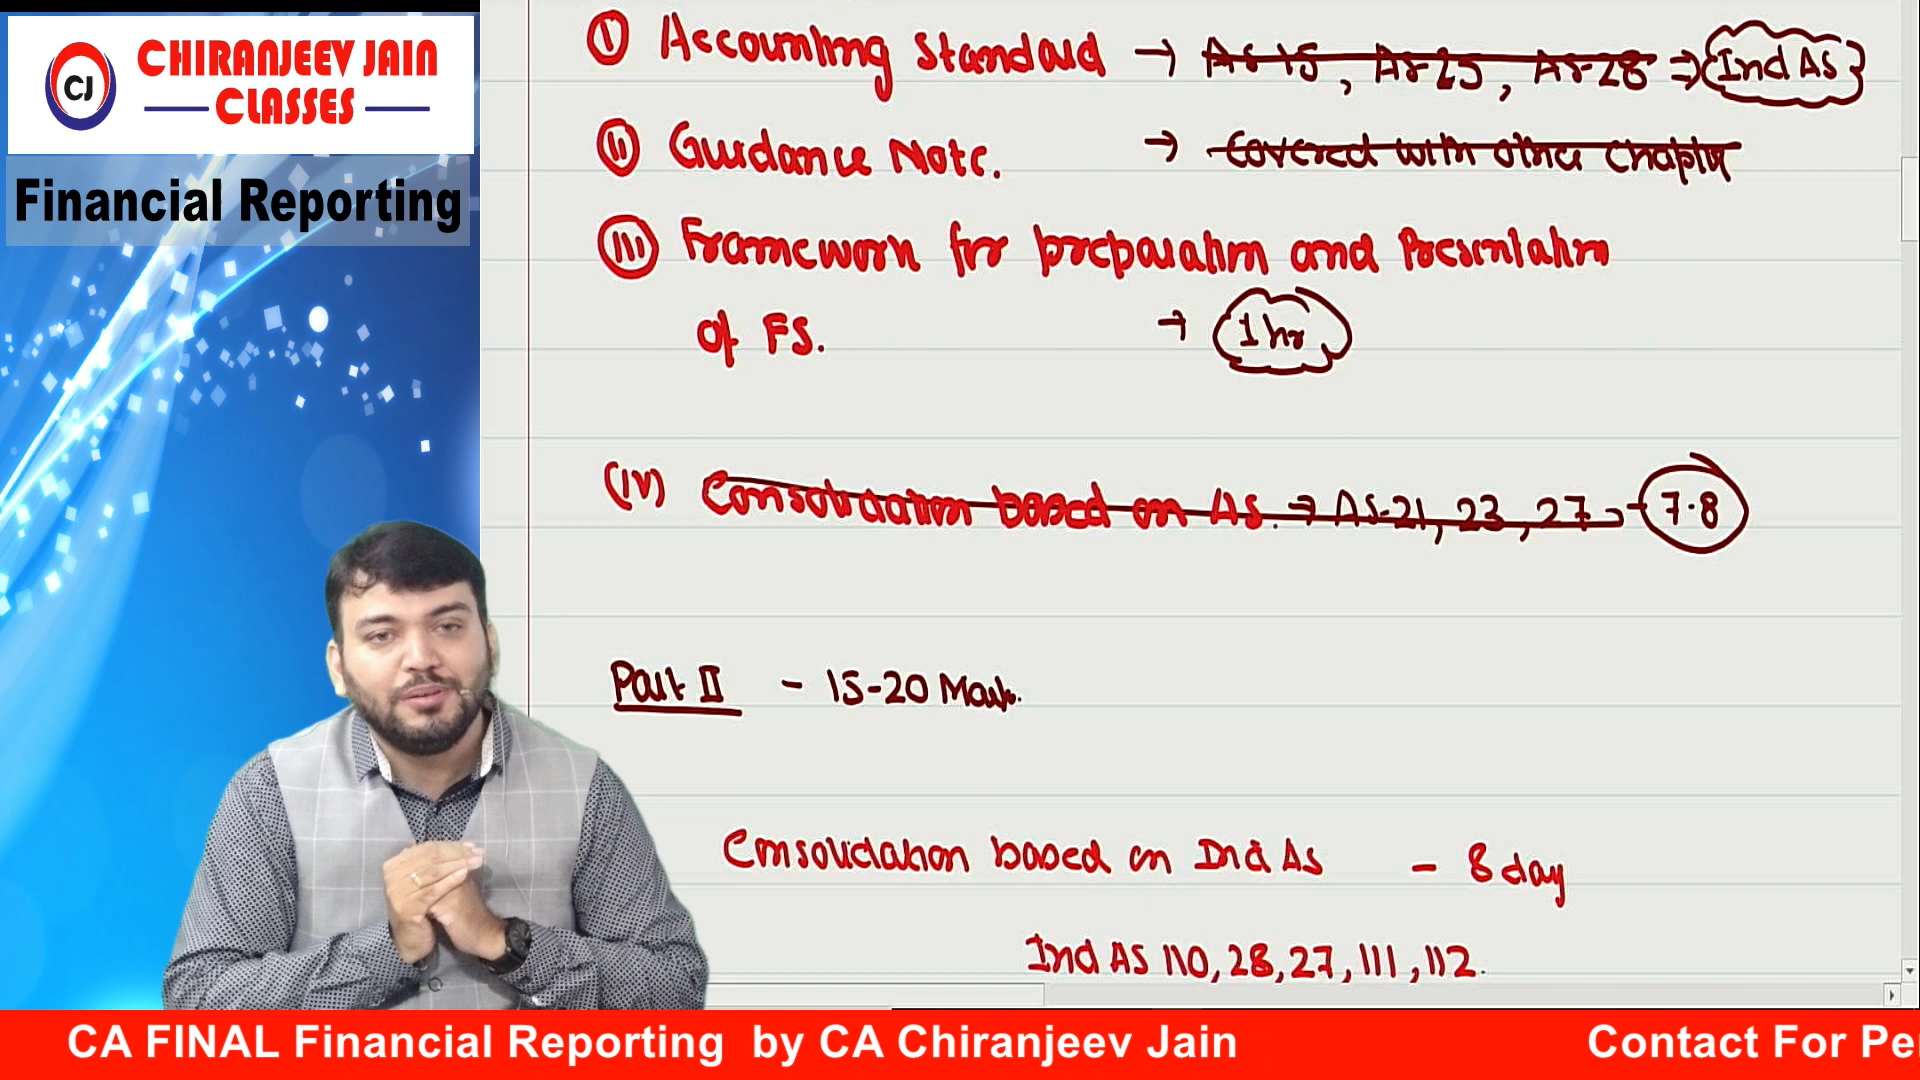 CHIRANJEEV JAIN
CLASSES
CJ
Financial Reporting
(i) Accounting Standard → AS-15, AS-25, AS-28 ⇒ Ind AS
(ii) Guidance Note. → Covered with other Chapter
(iii) Framework for preparation and Presentation
of FS. → 1 hr
(iv) Consolidation based on AS. → AS-21, 23, 27 → 7.8
Part II - 15-20 Mark.
Consolidation based on Ind AS - 8 day
Ind AS 110, 28, 27, 111, 112.
CA FINAL Financial Reporting by CA Chiranjeev Jain
Contact For Pe